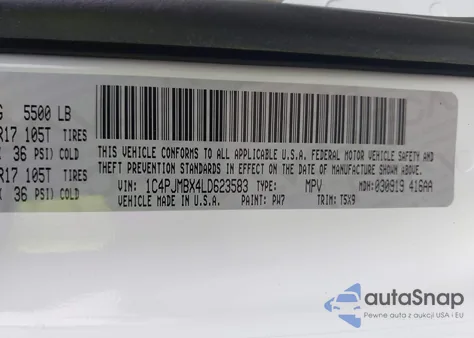 G 5500 LB
R17 105T TIRES
( 36 PSI) COLD
R17 105T TIRES
( 36 PSI) COLD
THIS VEHICLE CONFORMS TO ALL APPLICABLE U.S.A. FEDERAL MOTOR VEHICLE SAFETY AND
THEFT PREVENTION STANDARDS IN EFFECT ON THE DATE OF MANUFACTURE SHOWN ABOVE.
VIN: 1C4PJMBX4LD623583 TYPE: MPV MDH: 030919 416AA
VEHICLE MADE IN U.S.A. PAINT: PW7 TRIM: T5X9
autoSnap
Pewne auta z aukcji USA i EU